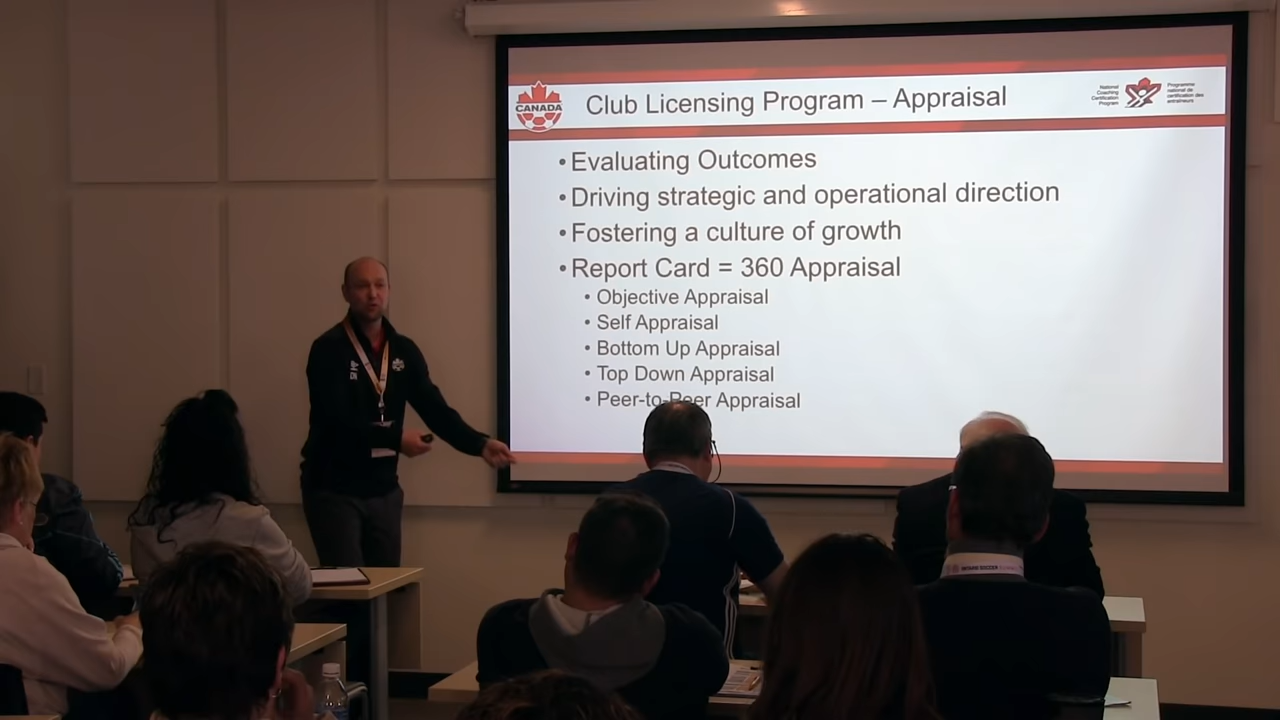 CANADA
Club Licensing Program – Appraisal
National
Coaching
Certification
Program
Programme
national de
certification des
entraîneurs
•Evaluating Outcomes
•Driving strategic and operational direction
•Fostering a culture of growth
•Report Card = 360 Appraisal
• Objective Appraisal
• Self Appraisal
• Bottom Up Appraisal
• Top Down Appraisal
• Peer-to-Peer Appraisal